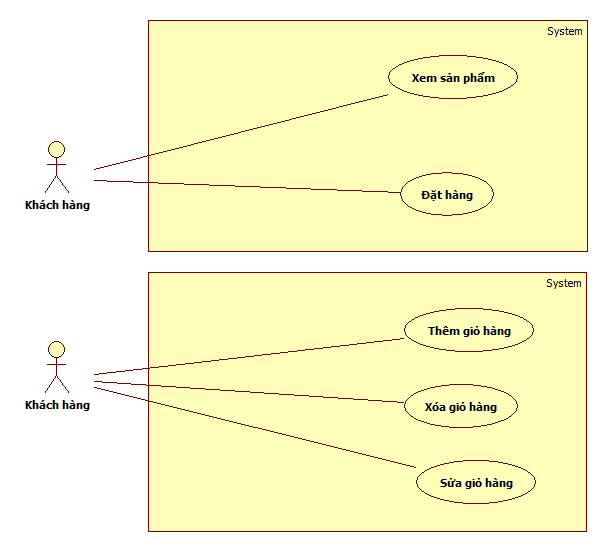 System
Xem sản phẩm
Khách hàng
Đặt hàng
System
Thêm giỏ hàng
Khách hàng
Xóa giỏ hàng
Sửa giỏ hàng